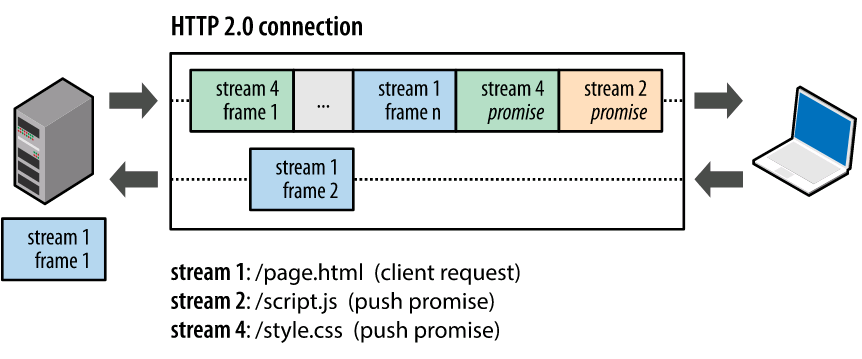 HTTP 2.0 connection
stream 4
frame 1
...
stream 1
frame n
stream 4
promise
stream 2
promise
stream 1
frame 2
stream 1
frame 1
stream 1: /page.html (client request)
stream 2: /script.js (push promise)
stream 4: /style.css (push promise)